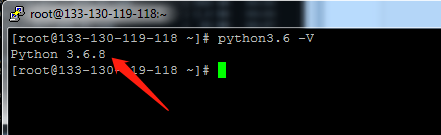 root@133-130-119-118:~
[root@133-130-119-118 ~]# python3.6 -V
Python 3.6.8
[root@133-130-119-118 ~]#